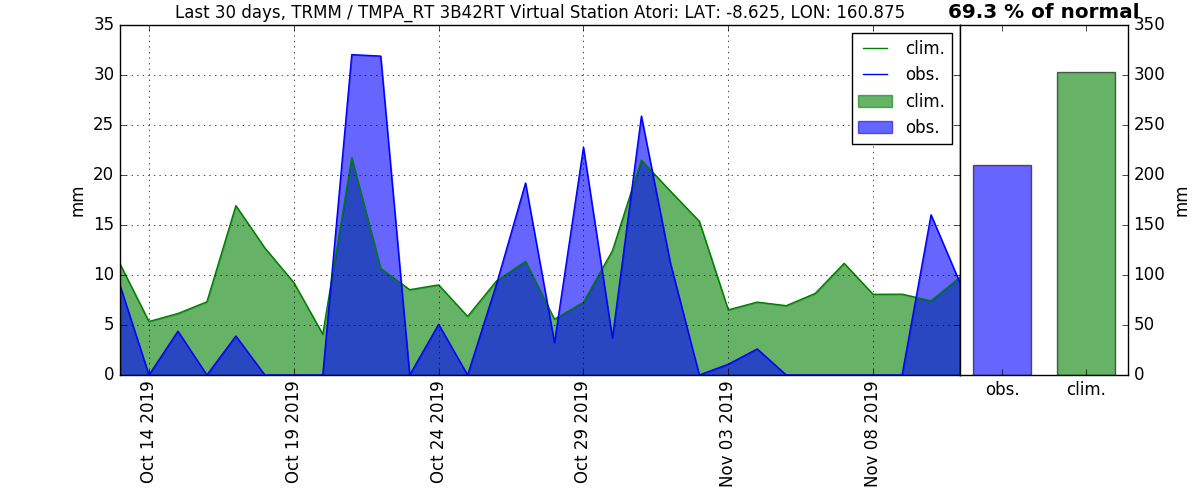 Last 30 days, TRMM / TMPA_RT 3B42RT Virtual Station Atori: LAT: -8.625, LON: 160.875
69.3 % of normal
35
30
25
20
15
10
5
0
mm
clim.
obs.
clim.
obs.
Oct 14 2019
Oct 19 2019
Oct 24 2019
Oct 29 2019
Nov 03 2019
Nov 08 2019
350
300
250
200
150
100
50
0
mm
obs.
clim.